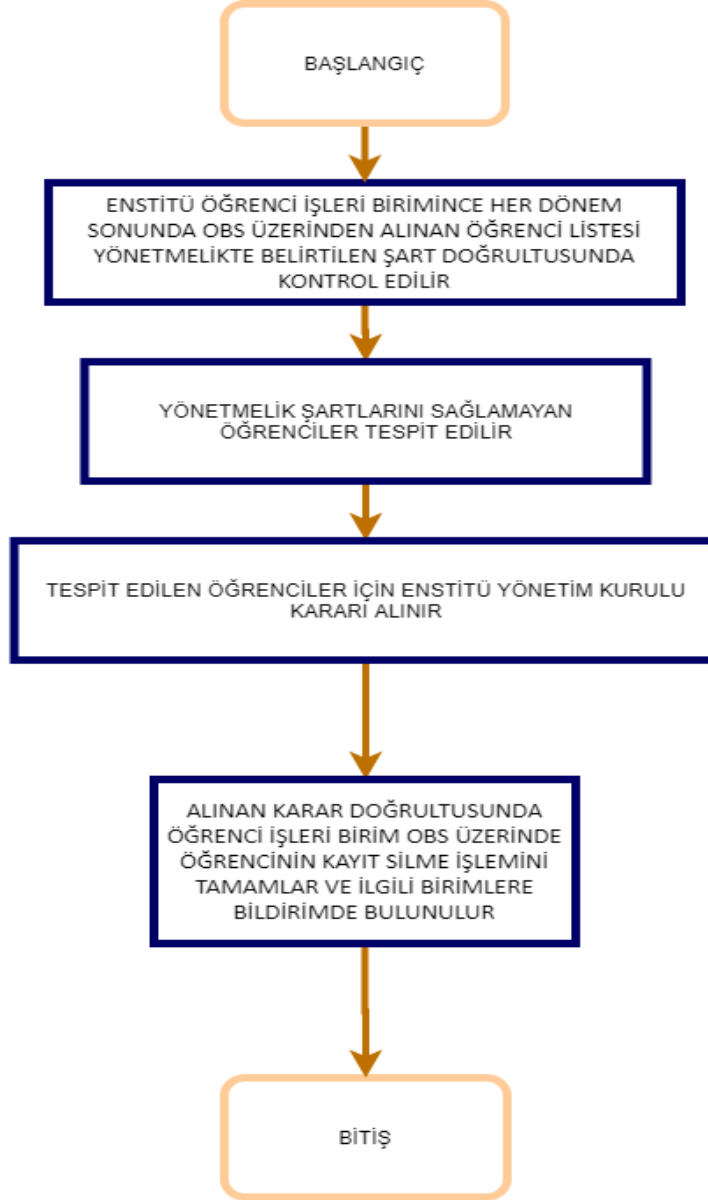 BAŞLANGIÇ
ENSTİTÜ ÖĞRENCİ İŞLERİ BİRİMİNCE HER DÖNEM
SONUNDA OBS ÜZERİNDEN ALINAN ÖĞRENCİ LİSTESİ
YÖNETMELİKTE BELİRTİLEN ŞART DOĞRULTUSUNDA
KONTROL EDİLİR
YÖNETMELİK ŞARTLARINI SAĞLAMAYAN
ÖĞRENCİLER TESPİT EDİLİR
TESPİT EDİLEN ÖĞRENCİLER İÇİN ENSTİTÜ YÖNETİM KURULU
KARARI ALINIR
ALINAN KARAR DOĞRULTUSUNDA
ÖĞRENCİ İŞLERİ BİRİM OBS ÜZERİNDE
ÖĞRENCİNİN KAYIT SİLME İŞLEMİNİ
TAMAMLAR VE İLGİLİ BİRİMLERE
BİLDİRİMDE BULUNULUR
BİTİŞ